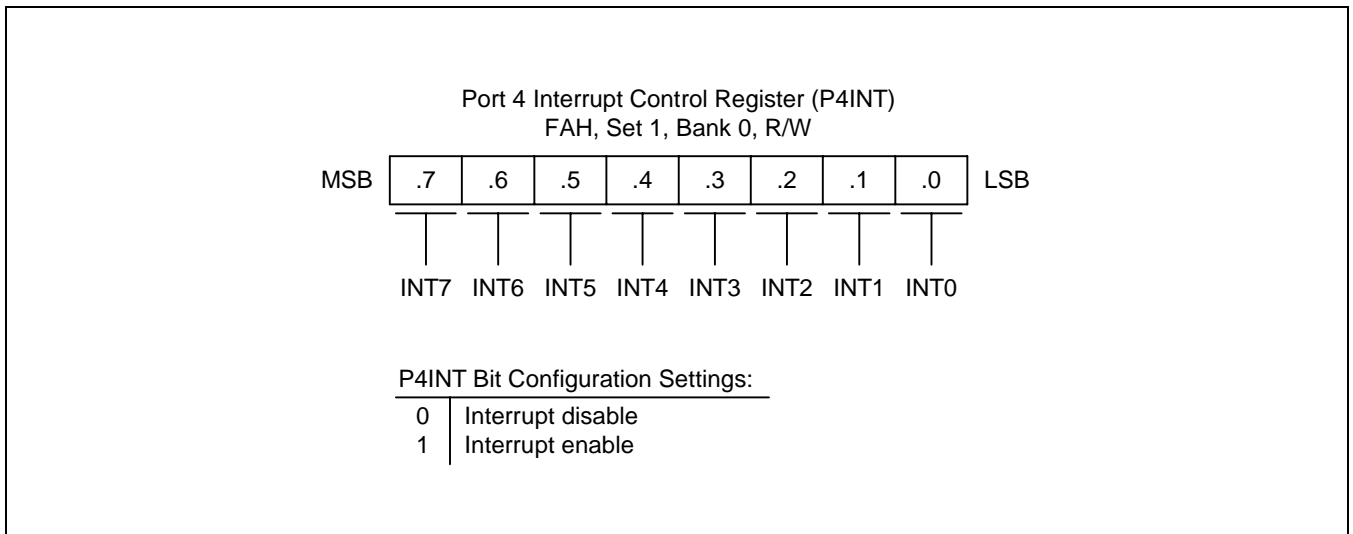 Port 4 Interrupt Control Register (P4INT)
FAH, Set 1, Bank 0, R/W
MSB .7 .6 .5 .4 .3 .2 .1 .0 LSB
INT7 INT6 INT5 INT4 INT3 INT2 INT1 INT0
P4INT Bit Configuration Settings:
0 Interrupt disable
1 Interrupt enable